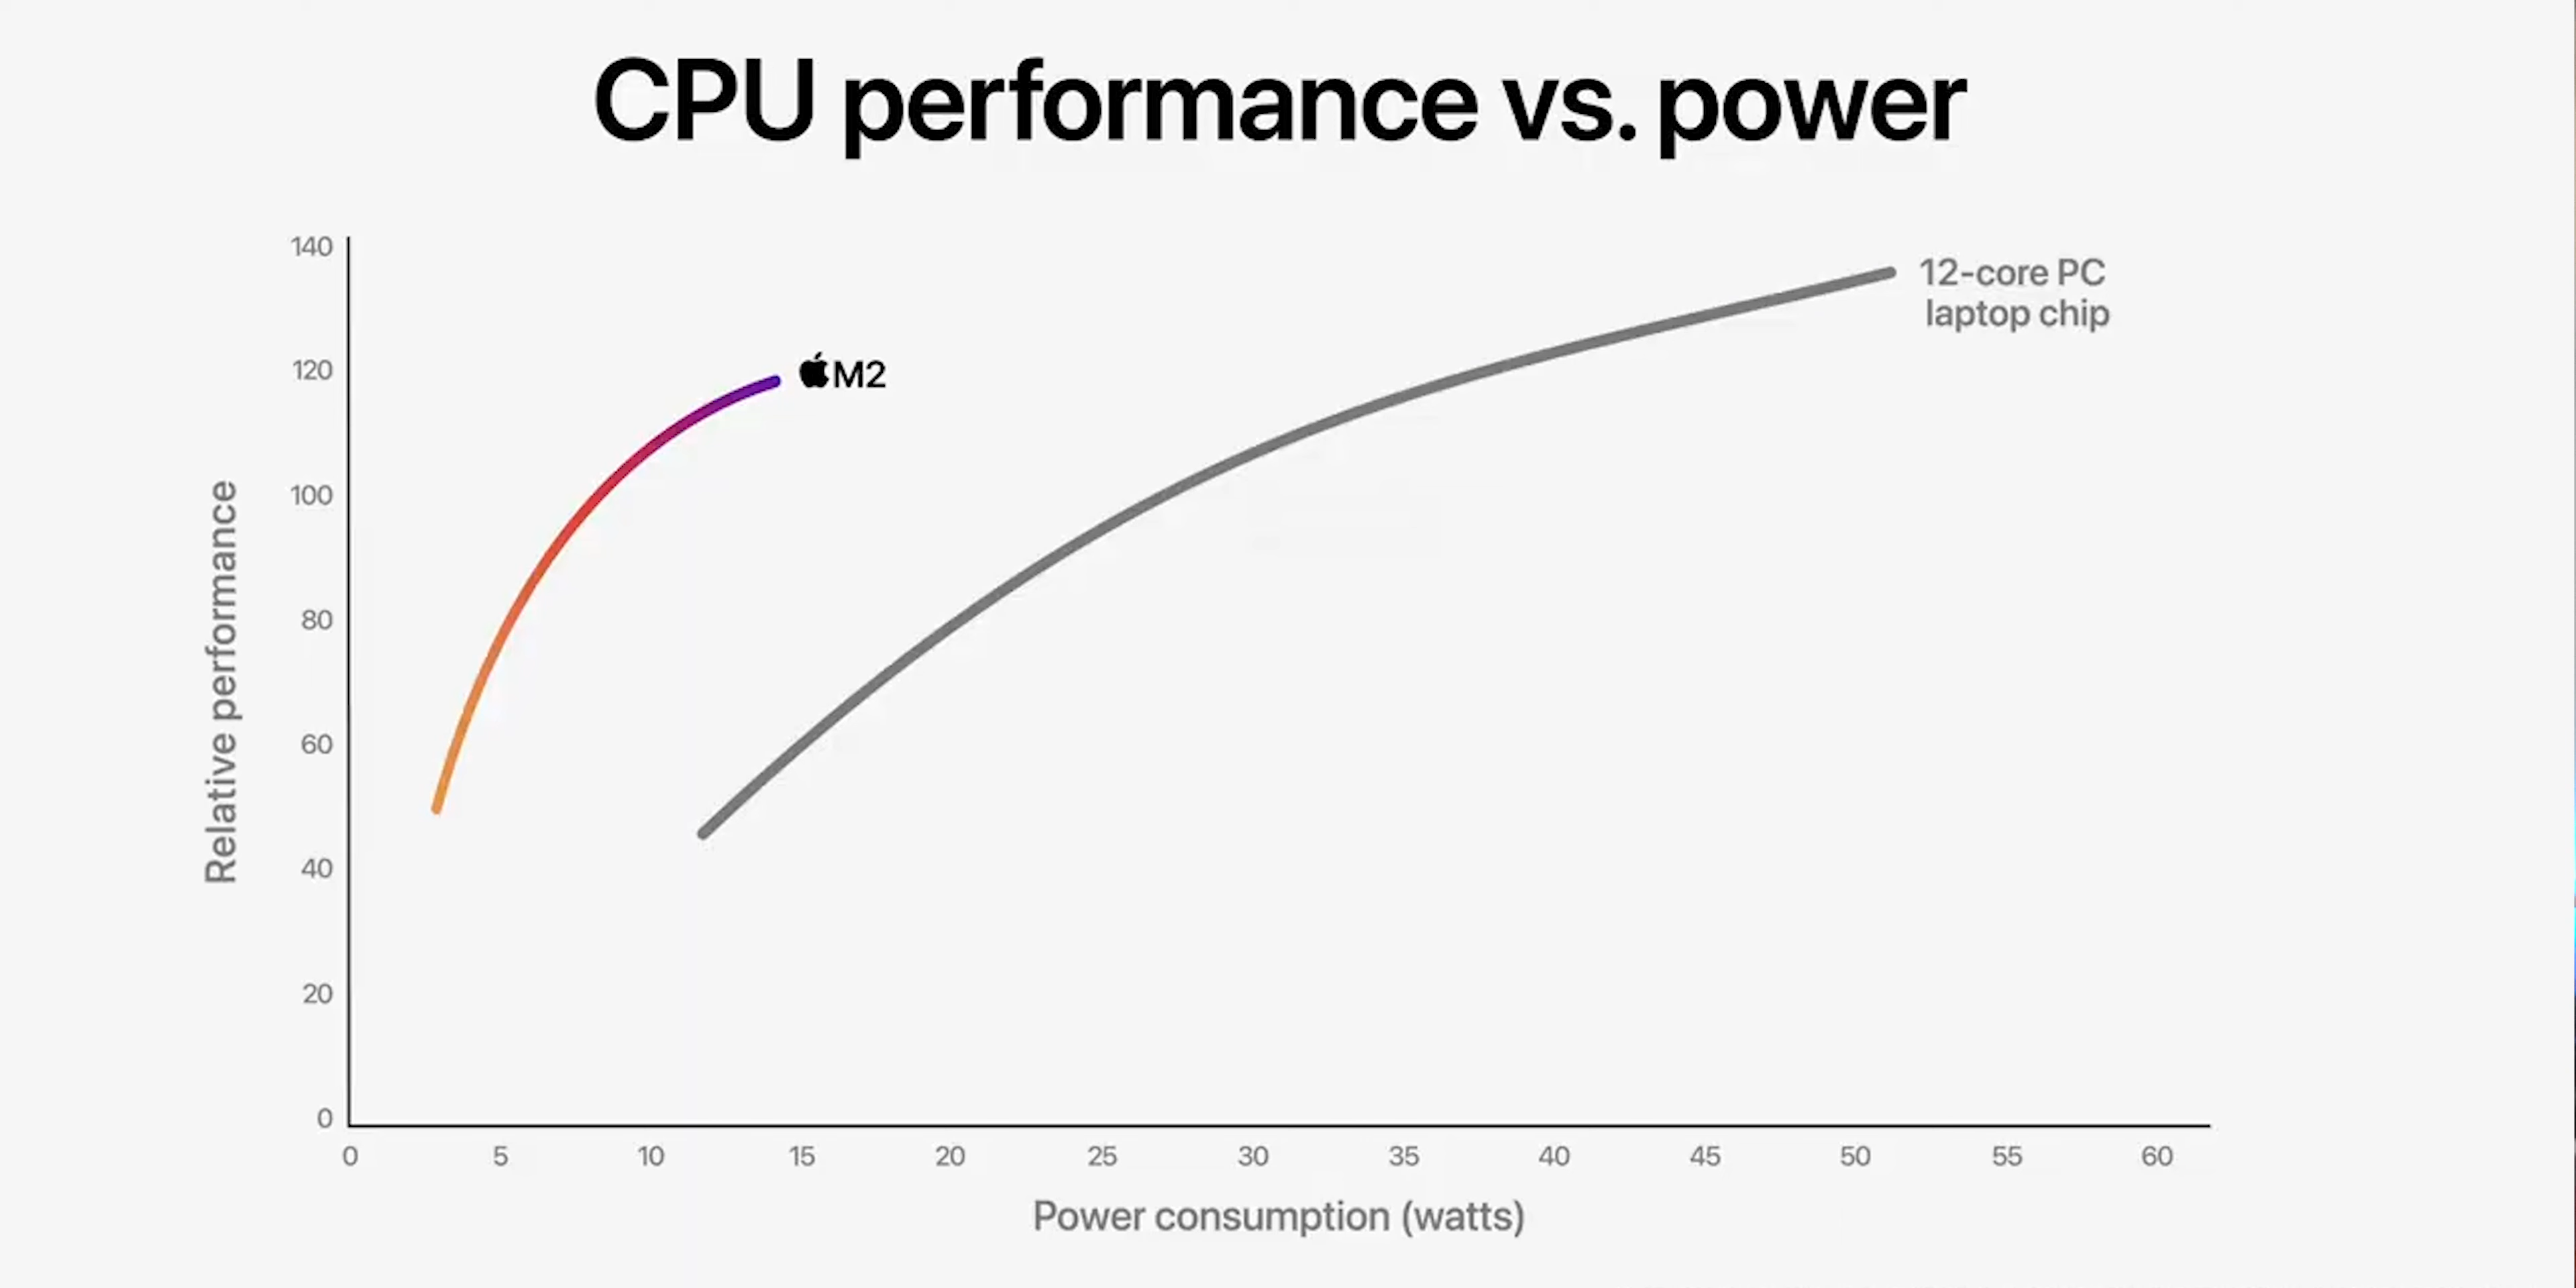 CPU performance vs. power
140
120
100
80
60
40
20
0
Relative performance
M2
12-core PC
laptop chip
0 5 10 15 20 25 30 35 40 45 50 55 60
Power consumption (watts)